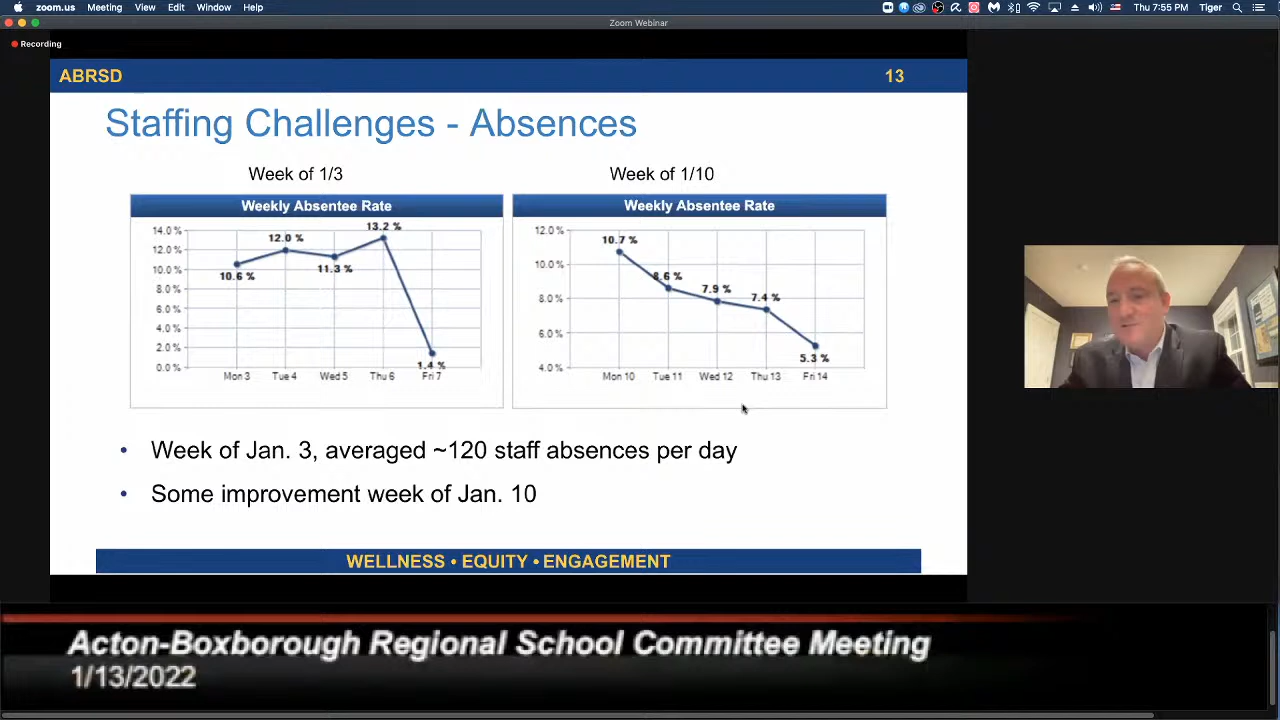 zoom.us Meeting View Edit Window Help
Thu 7:55 PM Tiger
Zoom Webinar
Recording
ABRSD 13
Staffing Challenges - Absences
Week of 1/3
Week of 1/10
Weekly Absentee Rate
14.0 %
12.0 %
10.0 %
8.0 %
6.0 %
4.0 %
2.0 %
0.0 %
10.6 %
12.0 %
11.3 %
13.2 %
1.4 %
Mon 3 Tue 4 Wed 5 Thu 6 Fri 7
Weekly Absentee Rate
12.0 %
10.0 %
8.0 %
6.0 %
4.0 %
10.7 %
8.6 %
7.9 %
7.4 %
5.3 %
Mon 10 Tue 11 Wed 12 Thu 13 Fri 14
• Week of Jan. 3, averaged ~120 staff absences per day
• Some improvement week of Jan. 10
WELLNESS • EQUITY • ENGAGEMENT
Acton-Boxborough Regional School Committee Meeting
1/13/2022